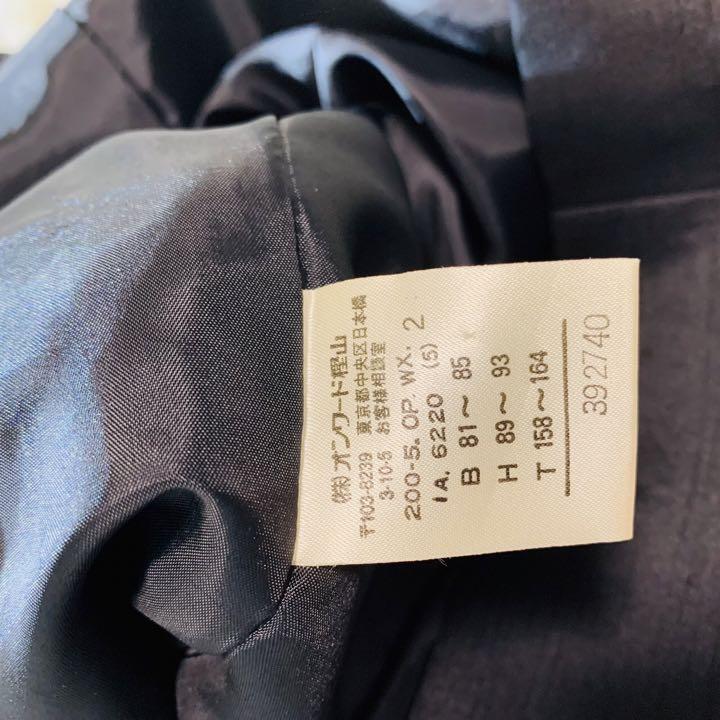 (株)オンワード樫山
〒103-8239 東京都中央区日本橋
3-10-5 お客様相談室
200-5. OP. WX. 2
IA. 6220 (5)
B 81〜85
H 89〜93
T 158〜164
392740